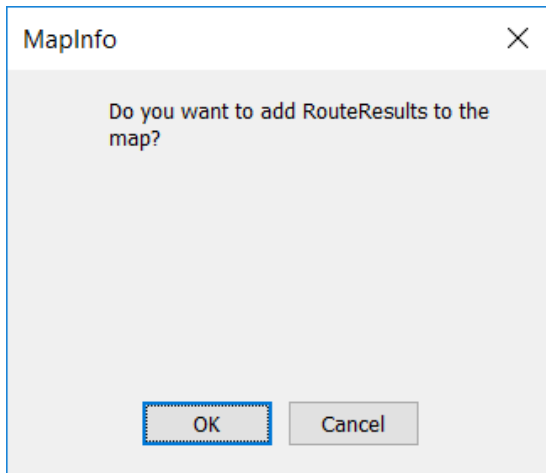 MapInfo
Do you want to add RouteResults to the
map?
OK
Cancel